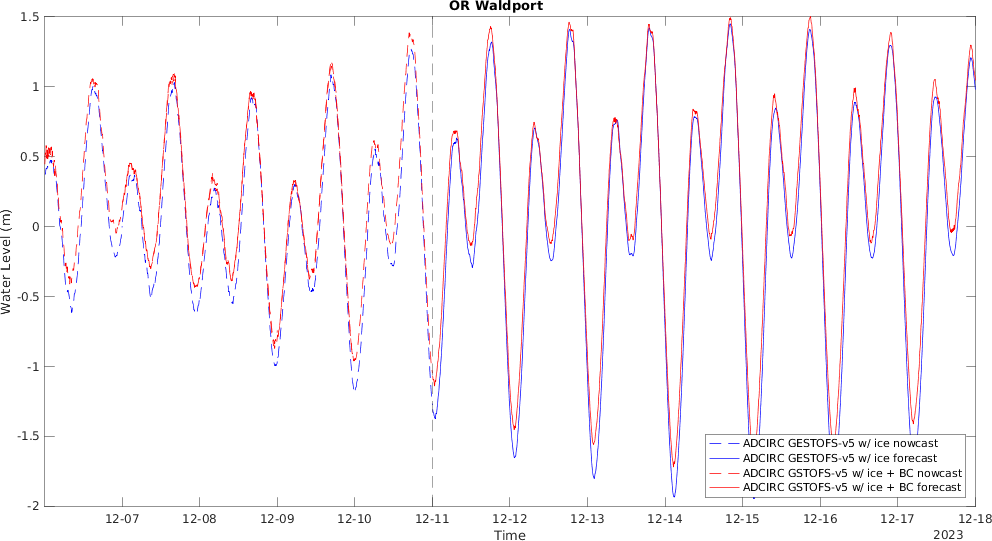 OR Waldport
1.5
1
0.5
0
-0.5
-1
-1.5
-2
Water Level (m)
ADCIRC GESTOFS-v5 w/ ice nowcast
ADCIRC GESTOFS-v5 w/ ice forecast
ADCIRC GSTOFS-v5 w/ ice + BC nowcast
ADCIRC GSTOFS-v5 w/ ice + BC forecast
12-07 12-08 12-09 12-10 12-11 12-12 12-13 12-14 12-15 12-16 12-17 12-18
Time
2023